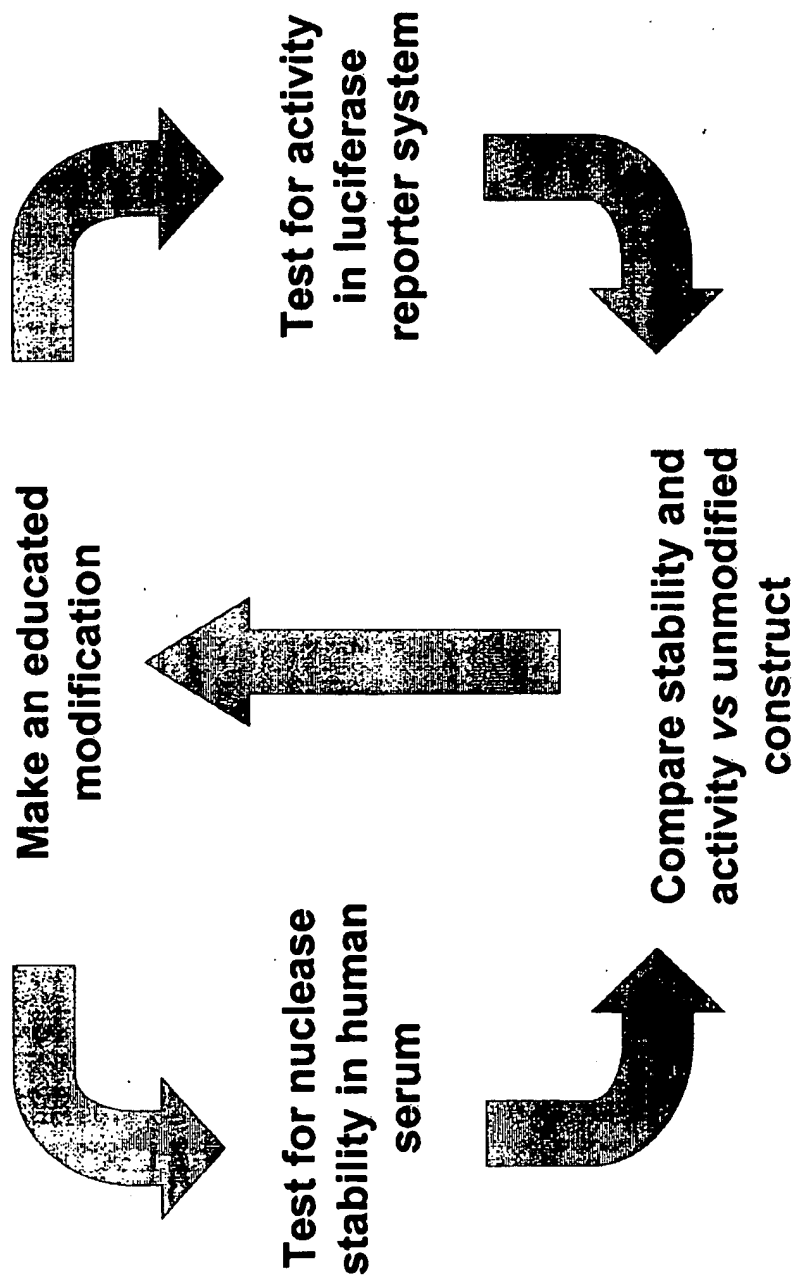 Make an educated
modification
Test for nuclease
stability in human
serum
Test for activity
in luciferase
reporter system
Compare stability and
activity vs unmodified
construct